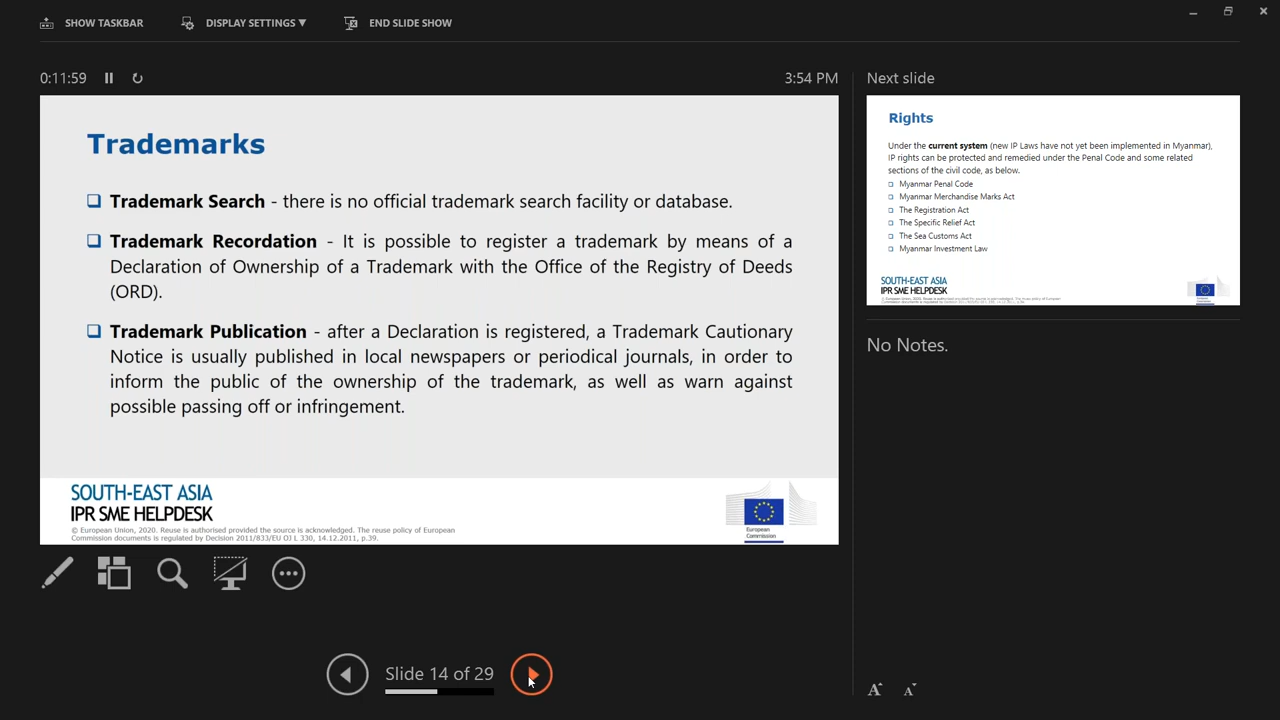 SHOW TASKBAR
DISPLAY SETTINGS ▼
END SLIDE SHOW
0:11:59
3:54 PM
Trademarks
Trademark Search - there is no official trademark search facility or database.
Trademark Recordation - It is possible to register a trademark by means of a
Declaration of Ownership of a Trademark with the Office of the Registry of Deeds
(ORD).
Trademark Publication - after a Declaration is registered, a Trademark Cautionary
Notice is usually published in local newspapers or periodical journals, in order to
inform the public of the ownership of the trademark, as well as warn against
possible passing off or infringement.
SOUTH-EAST ASIA
IPR SME HELPDESK
© European Union, 2020. Reuse is authorised provided the source is acknowledged. The reuse policy of European
Commission documents is regulated by Decision 2011/833/EU OJ L 330, 14.12.2011, p.39.
European
Commission
Slide 14 of 29
Next slide
Rights
Under the current system (new IP Laws have not yet been implemented in Myanmar),
IP rights can be protected and remedied under the Penal Code and some related
sections of the civil code, as below.
Myanmar Penal Code
Myanmar Merchandise Marks Act
The Registration Act
The Specific Relief Act
The Sea Customs Act
Myanmar Investment Law
SOUTH-EAST ASIA
IPR SME HELPDESK
No Notes.
A
A